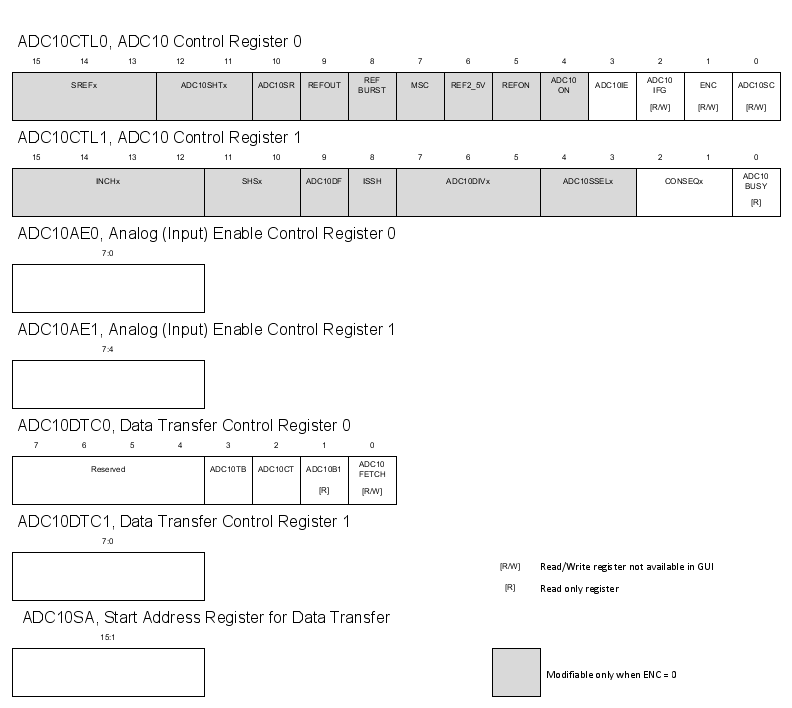 ADC10CTL0, ADC10 Control Register 0
15 14 13 12 11 10 9 8 7 6 5 4 3 2 1 0
SREFx ADC10SHTx ADC10SR REFOUT REF BURST MSC REF2_5V REFON ADC10 ON ADC10IE ADC10 IFG ENC ADC10SC
[R/W] [R/W] [R/W]
ADC10CTL1, ADC10 Control Register 1
15 14 13 12 11 10 9 8 7 6 5 4 3 2 1 0
INCHx SHSx ADC10DF ISSH ADC10DIVx ADC10SSELx CONSEQx ADC10 BUSY
[R]
ADC10AE0, Analog (Input) Enable Control Register 0
7:0
ADC10AE1, Analog (Input) Enable Control Register 1
7:4
ADC10DTC0, Data Transfer Control Register 0
7 6 5 4 3 2 1 0
Reserved ADC10TB ADC10CT ADC10B1 ADC10 FETCH
[R] [R/W]
ADC10DTC1, Data Transfer Control Register 1
7:0
[R/W] Read/Write register not available in GUI
[R] Read only register
ADC10SA, Start Address Register for Data Transfer
15:1
Modifiable only when ENC = 0